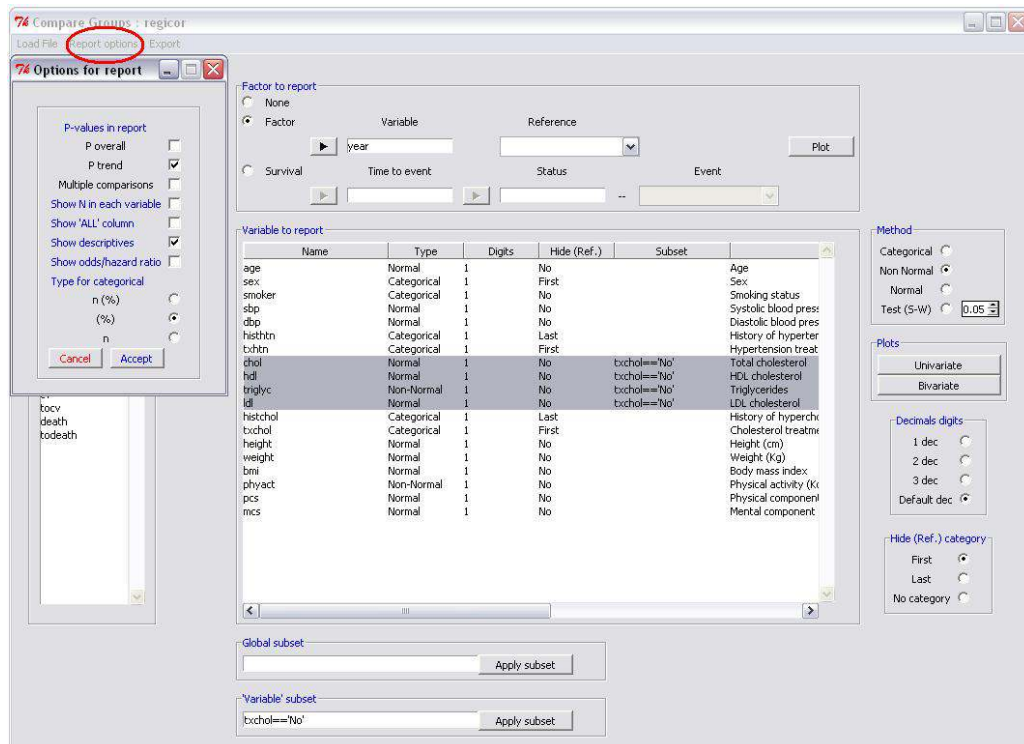 Compare Groups : regicor
Load File Report options Export
Options for report
P-values in report
P overall
P trend
Multiple comparisons
Show N in each variable
Show 'ALL' column
Show descriptives
Show odds/hazard ratio
Type for categorical
n (%)
(%)
n
Cancel Accept
tocv
death
todeath
Factor to report
None
Factor Variable Reference
year Plot
Survival Time to event Status Event
--
Variable to report
Name Type Digits Hide (Ref.) Subset
age Normal 1 No Age
sex Categorical 1 First Sex
smoker Categorical 1 No Smoking status
sbp Normal 1 No Systolic blood press
dbp Normal 1 No Diastolic blood pres
histhtn Categorical 1 Last History of hyperter
txhtn Categorical 1 First Hypertension treat
chol Normal 1 No txchol=='No' Total cholesterol
hdl Normal 1 No txchol=='No' HDL cholesterol
triglyc Non-Normal 1 No txchol=='No' Triglycerides
ldl Normal 1 No txchol=='No' LDL cholesterol
histchol Categorical 1 Last History of hypercho
txchol Categorical 1 First Cholesterol treatme
height Normal 1 No Height (cm)
weight Normal 1 No Weight (Kg)
bmi Normal 1 No Body mass index
phyact Non-Normal 1 No Physical activity (Kc
pcs Normal 1 No Physical component
mcs Normal 1 No Mental component
Method
Categorical
Non Normal
Normal
Test (S-W) 0.05
Plots
Univariate
Bivariate
Decimals digits
1 dec
2 dec
3 dec
Default dec
Hide (Ref.) category
First
Last
No category
Global subset
Apply subset
'Variable' subset
txchol=='No' Apply subset